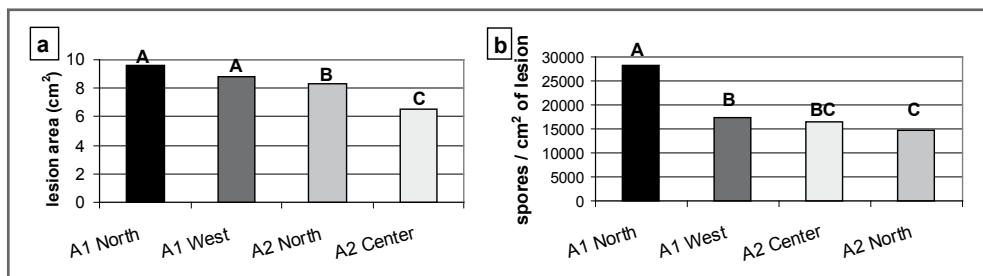 a
lesion area (cm²)
10
8
6
4
2
0
A
A
B
C
A1 North
A1 West
A2 North
A2 Center
b
spores / cm² of lesion
30000
25000
20000
15000
10000
5000
0
A
B
BC
C
A1 North
A1 West
A2 Center
A2 North